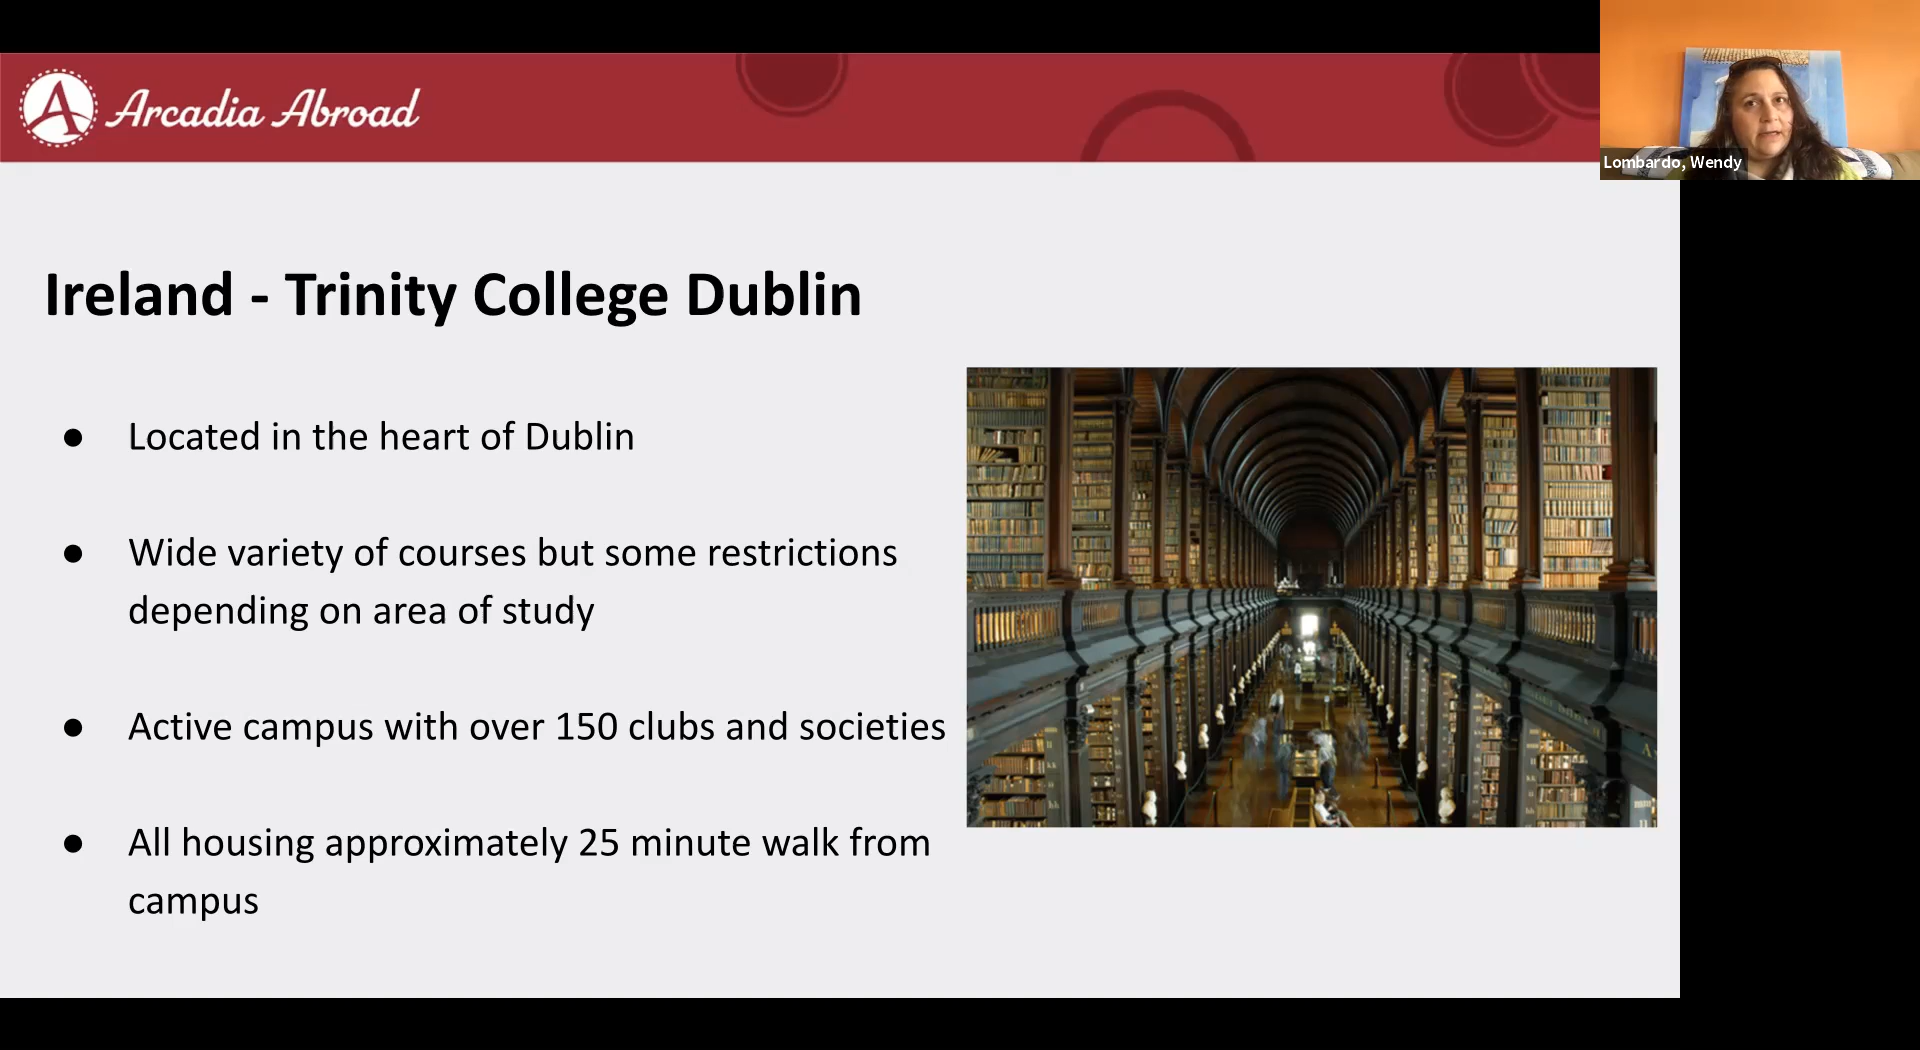 Arcadia Abroad
Lombardo, Wendy
Ireland - Trinity College Dublin
● Located in the heart of Dublin
● Wide variety of courses but some restrictions
depending on area of study
● Active campus with over 150 clubs and societies
● All housing approximately 25 minute walk from
campus